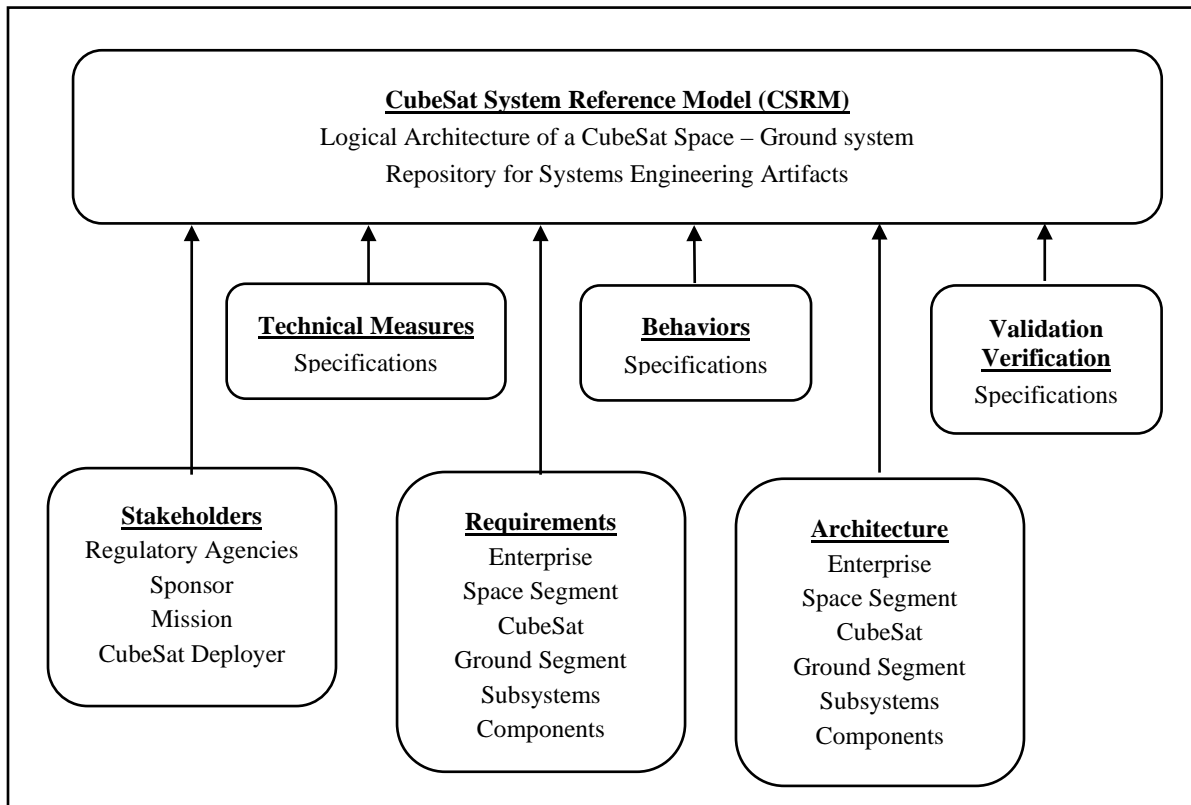 CubeSat System Reference Model (CSRM)
Logical Architecture of a CubeSat Space – Ground system
Repository for Systems Engineering Artifacts
Technical Measures
Specifications
Behaviors
Specifications
Validation
Verification
Specifications
Stakeholders
Regulatory Agencies
Sponsor
Mission
CubeSat Deployer
Requirements
Enterprise
Space Segment
CubeSat
Ground Segment
Subsystems
Components
Architecture
Enterprise
Space Segment
CubeSat
Ground Segment
Subsystems
Components